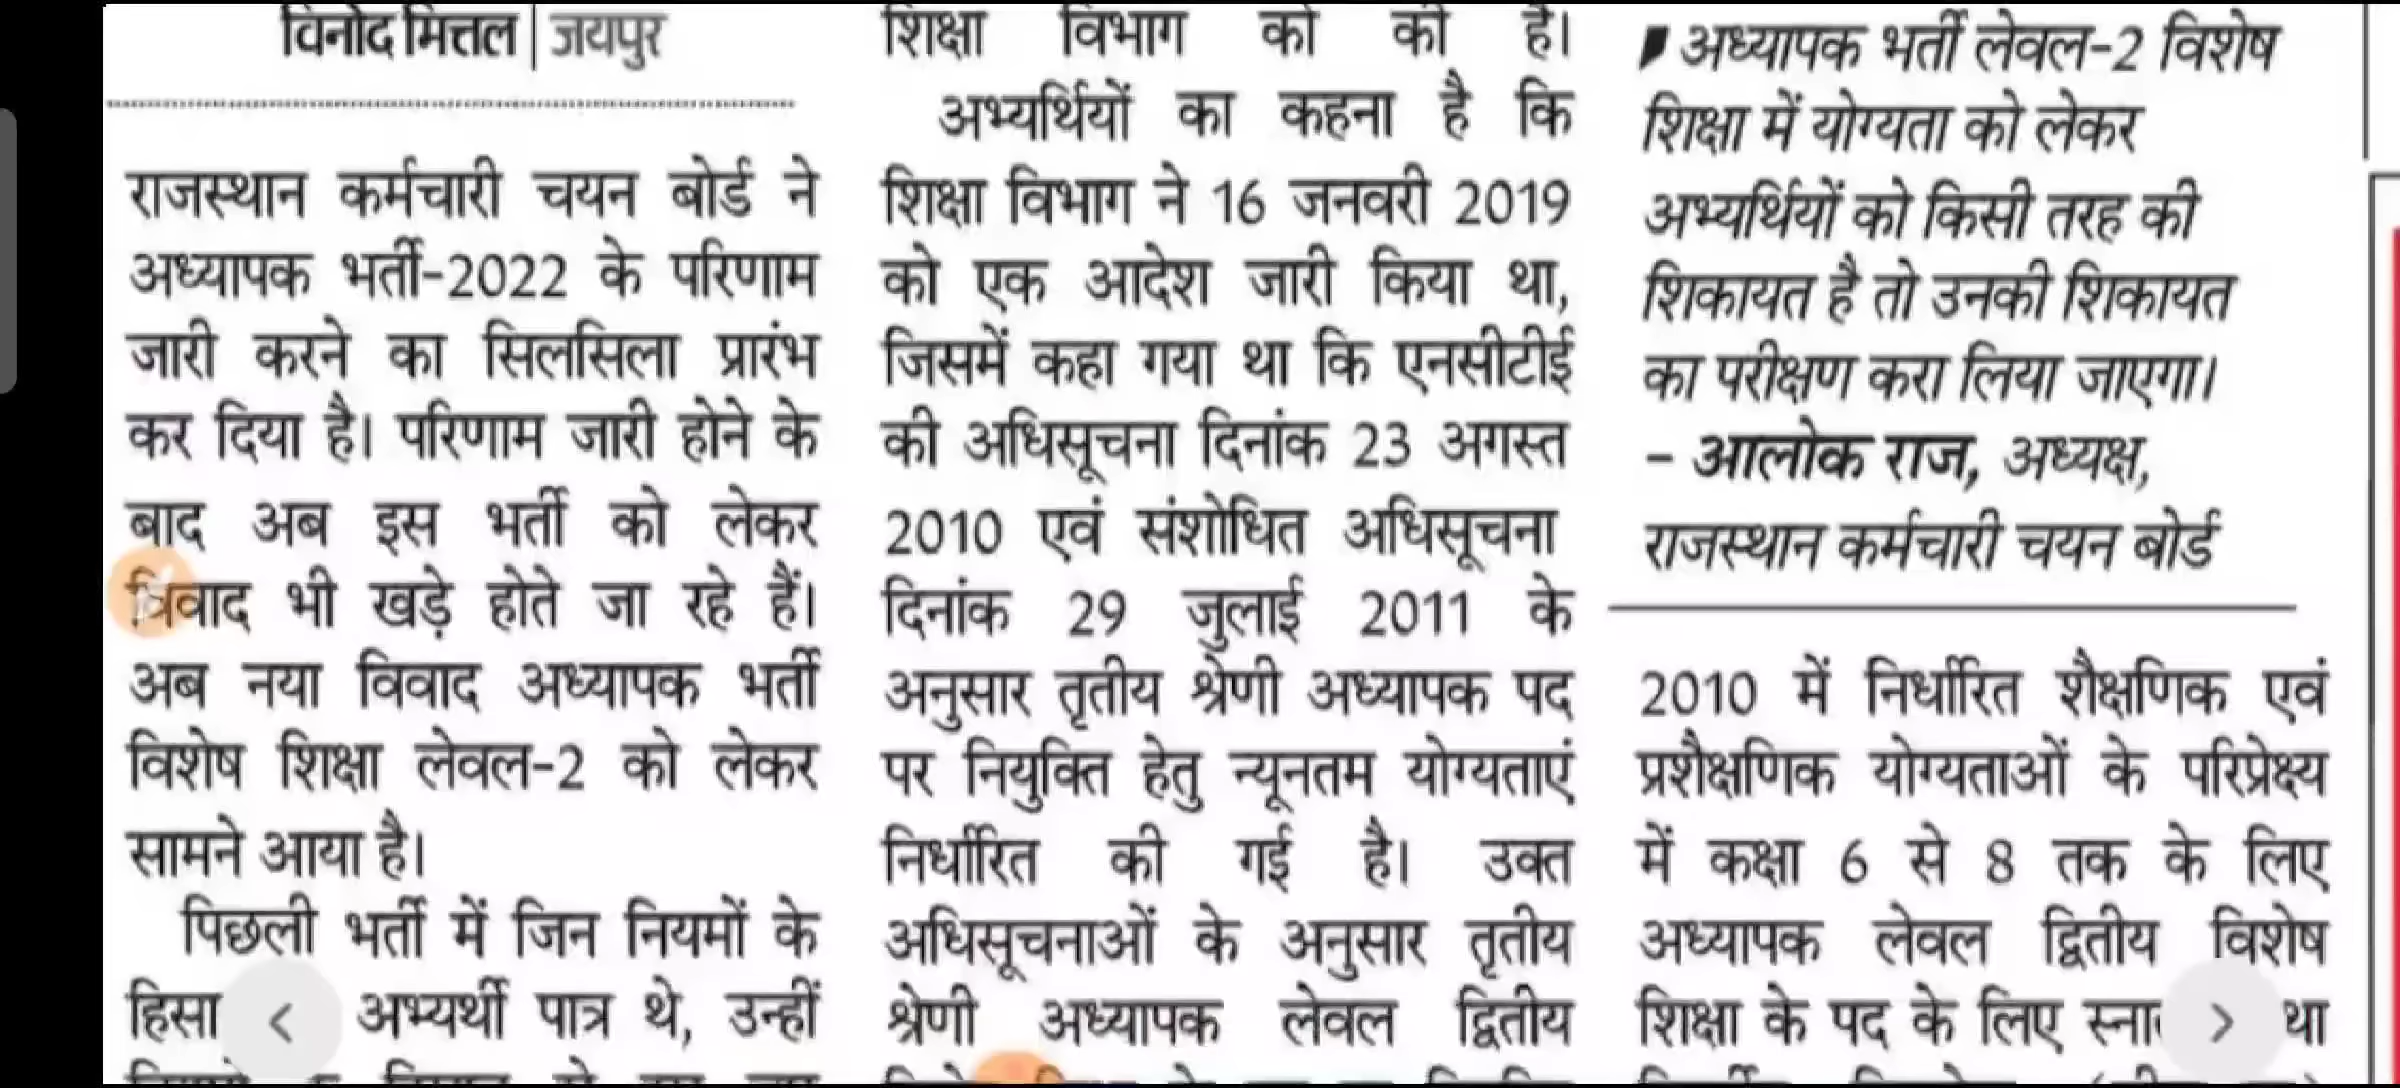 विनोद मित्तल | जयपुर
राजस्थान कर्मचारी चयन बोर्ड ने
अध्यापक भर्ती-2022 के परिणाम
जारी करने का सिलसिला प्रारंभ
कर दिया है। परिणाम जारी होने के
बाद अब इस भर्ती को लेकर
विवाद भी खड़े होते जा रहे हैं।
अब नया विवाद अध्यापक भर्ती
विशेष शिक्षा लेवल-2 को लेकर
सामने आया है।
पिछली भर्ती में जिन नियमों के
अभ्यर्थी पात्र थे, उन्हीं
शिक्षा विभाग को की है।
अभ्यर्थियों का कहना है कि
शिक्षा विभाग ने 16 जनवरी 2019
को एक आदेश जारी किया था,
जिसमें कहा गया था कि एनसीटीई
की अधिसूचना दिनांक 23 अगस्त
2010 एवं संशोधित अधिसूचना
दिनांक 29 जुलाई 2011 के
अनुसार तृतीय श्रेणी अध्यापक पद
पर नियुक्ति हेतु न्यूनतम योग्यताएं
निर्धारित की गई है। उक्त
अधिसूचनाओं के अनुसार तृतीय
श्रेणी अध्यापक लेवल द्वितीय
अध्यापक भर्ती लेवल-2 विशेष
शिक्षा में योग्यता को लेकर
अभ्यर्थियों को किसी तरह की
शिकायत है तो उनकी शिकायत
का परीक्षण करा लिया जाएगा।
- आलोक राज, अध्यक्ष,
राजस्थान कर्मचारी चयन बोर्ड
2010 में निर्धारित शैक्षणिक एवं
प्रशैक्षणिक योग्यताओं के परिप्रेक्ष्य
में कक्षा 6 से 8 तक के लिए
अध्यापक लेवल द्वितीय विशेष
शिक्षा के पद के लिए